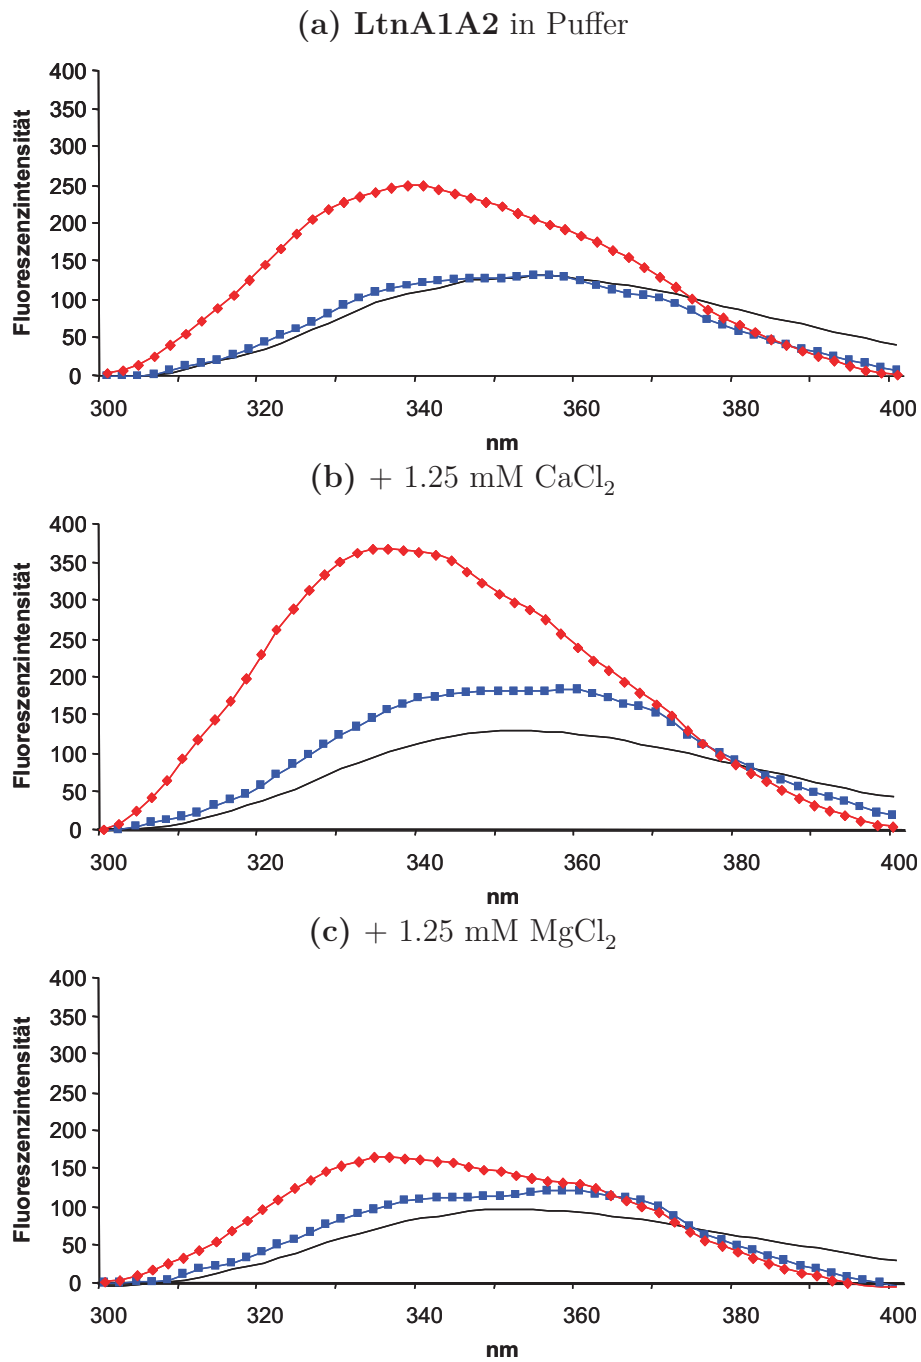 (a) LtnA1A2 in Puffer
Fluoreszenzintensität
400
350
300
250
200
150
100
50
0
300 320 340 360 380 400
nm
(b) + 1.25 mM CaCl₂
Fluoreszenzintensität
400
350
300
250
200
150
100
50
0
300 320 340 360 380 400
nm
(c) + 1.25 mM MgCl₂
Fluoreszenzintensität
400
350
300
250
200
150
100
50
0
300 320 340 360 380 400
nm